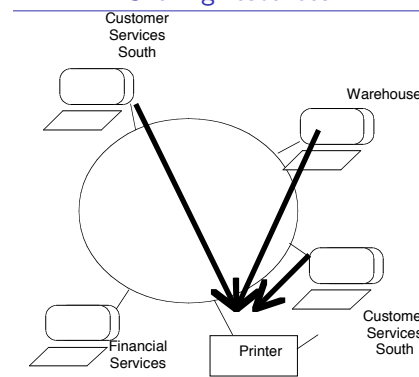 Customer
Services
South
Warehouse
Custome
Services
South
Financial
Services
Printer